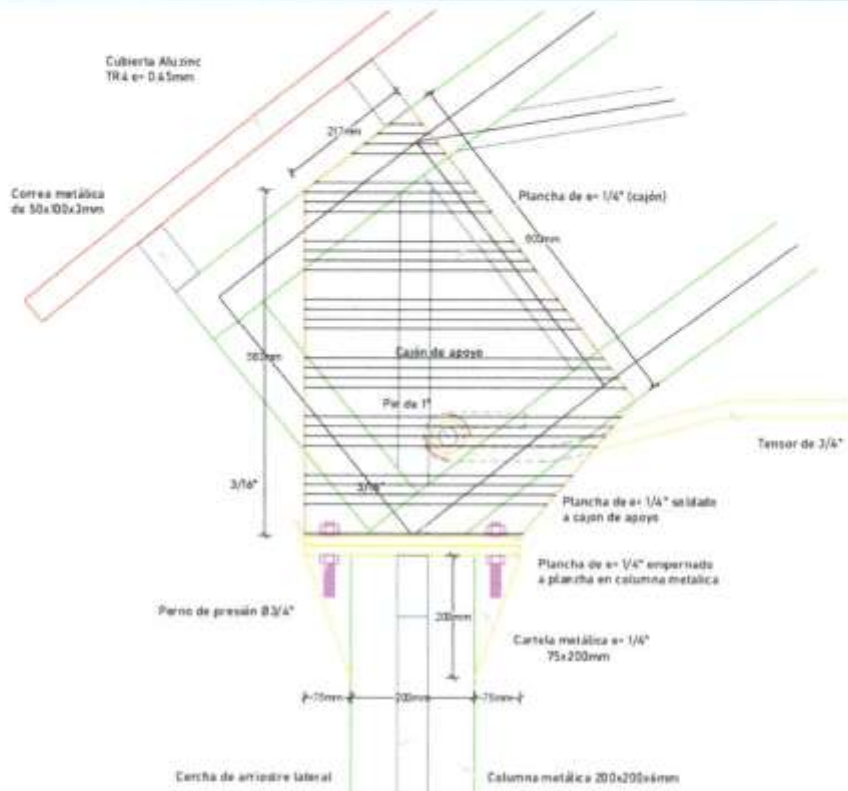 Cubierta Aluzinc
TR4 e= 0.45mm
217mm
Correa metálica
de 50x100x3mm
Plancha de e= 1/4" (cajón)
600mm
Cajón de apoyo
Pin de 1"
Tensor de 3/4"
3/16"
3/16"
Plancha de e= 1/4" soldado
a cajon de apoyo
Plancha de e= 1/4" empernado
a plancha en columna metalica
Perno de presión Ø3/4"
200mm
Cartela metálica e= 1/4"
75x200mm
75mm
200mm
75mm
Cercha de arriostre lateral
Columna metálica 200x200x6mm